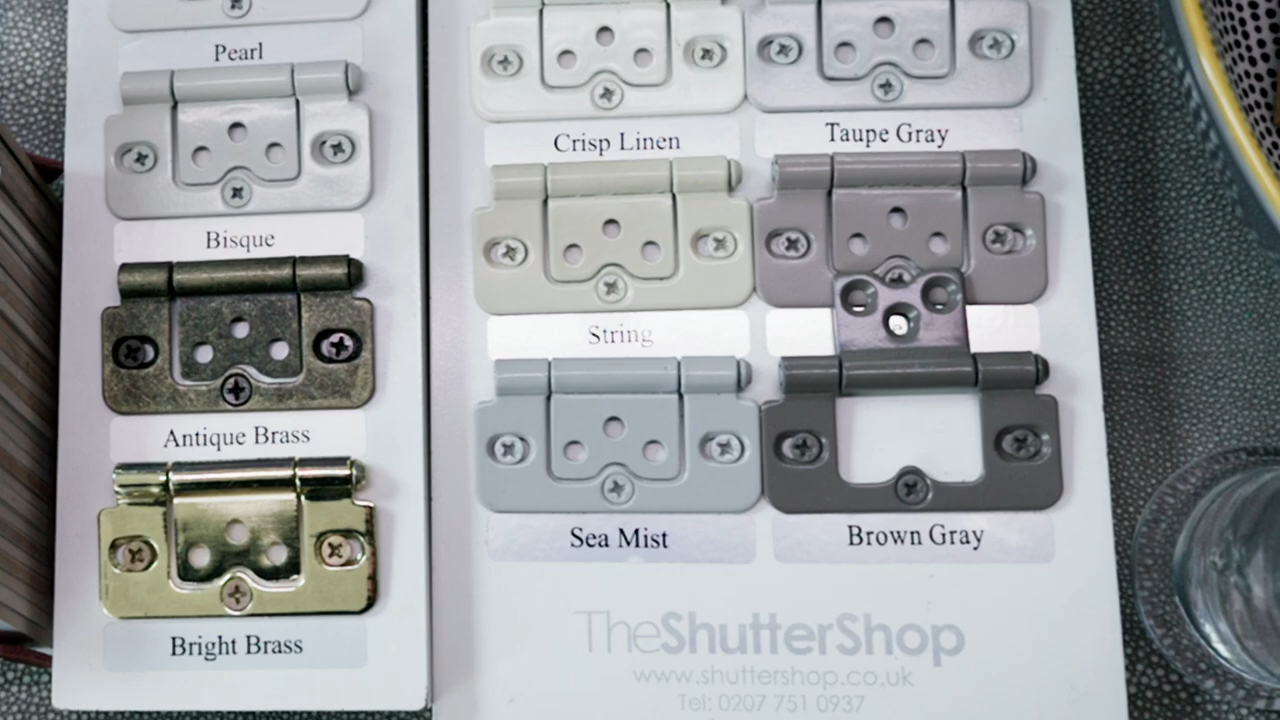 Pearl
Bisque
Antique Brass
Bright Brass
Crisp Linen
Taupe Gray
String
Sea Mist
Brown Gray
TheShutterShop
www.shuttershop.co.uk
Tel: 0207 751 0937